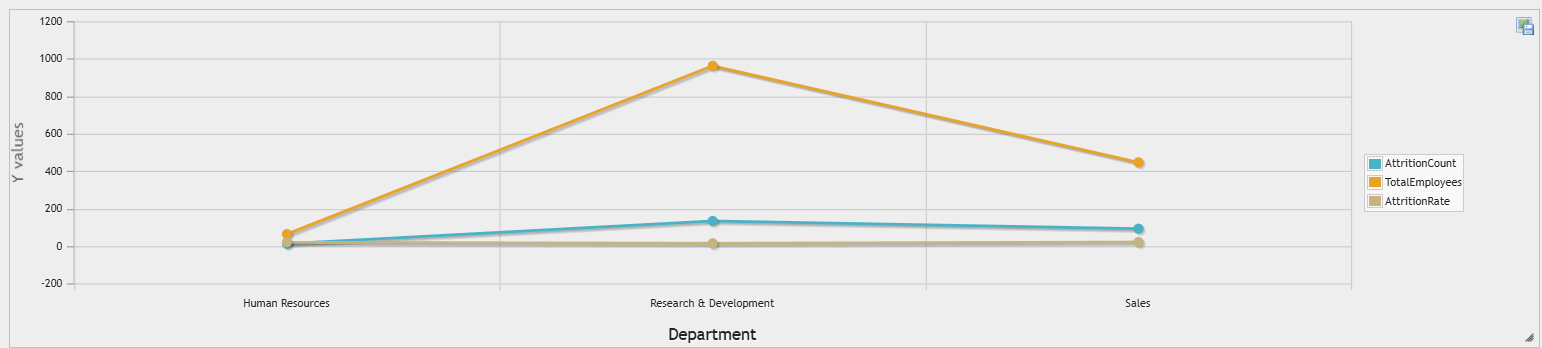 1200
1000
800
600
400
200
0
-200
Y values
Human Resources
Research & Development
Sales
Department
AttritionCount
TotalEmployees
AttritionRate